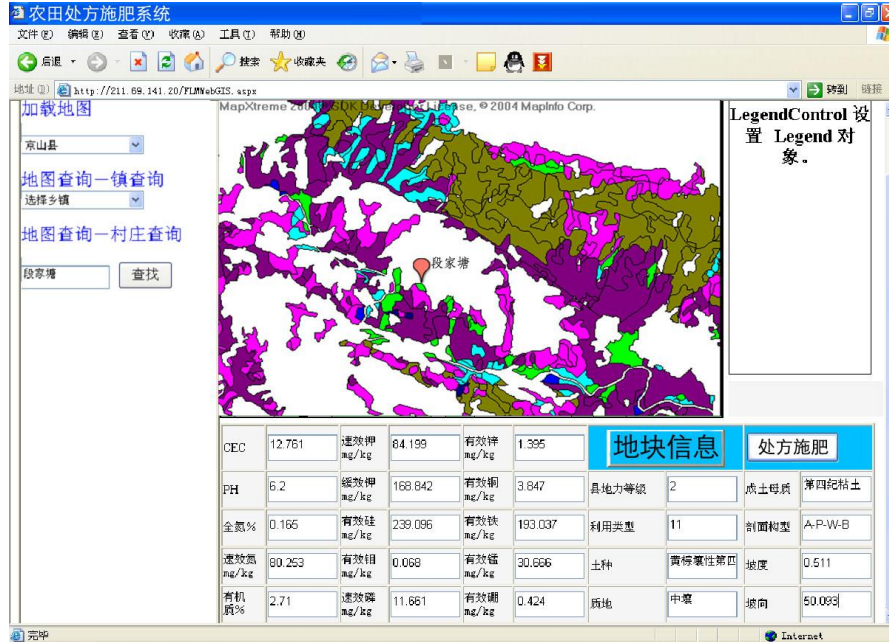 农田处方施肥系统
文件(F) 编辑(E) 查看(V) 收藏(A) 工具(T) 帮助(H)
后退 搜索 收藏夹
地址(D) http://211.69.141.20/FLMWebGIS.aspx 转到 链接
加载地图
京山县
地图查询—镇查询
选择乡镇
地图查询—村庄查询
段家塘 查找
MapXtreme SDK Developer License, © 2004 MapInfo Corp.
段家塘
LegendControl 设
置 Legend 对
象。
CEC 12.761 速效钾 mg/kg 84.199 有效锌 mg/kg 1.395 地块信息 处方施肥
PH 6.2 缓效钾 mg/kg 168.842 有效铜 mg/kg 3.847 县地力等级 2 成土母质 第四纪粘土
全氮% 0.165 有效硅 mg/kg 239.096 有效铁 mg/kg 193.037 利用类型 11 剖面构型 A-P-W-B
速效氮 mg/kg 80.253 有效钼 mg/kg 0.068 有效锰 mg/kg 30.666 土种 黄棕壤性第四 坡度 0.511
有机质% 2.71 速效磷 mg/kg 11.661 有效硼 mg/kg 0.424 质地 中壤 坡向 50.093
完毕 Internet